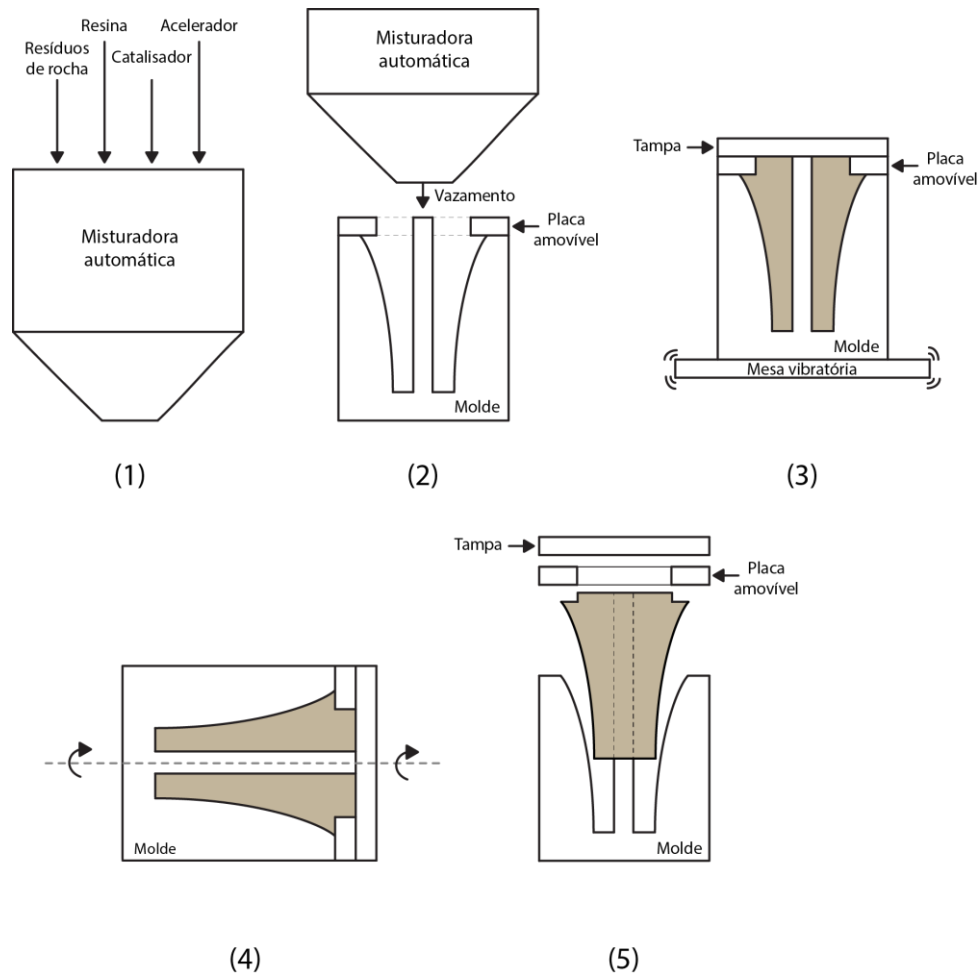 Resina
Acelerador
Resíduos
de rocha
Catalisador
Misturadora
automática
(1)
Misturadora
automática
Vazamento
Placa
amovível
Molde
(2)
Tampa
Placa
amovível
Molde
Mesa vibratória
(3)
Molde
(4)
Tampa
Placa
amovível
Molde
(5)